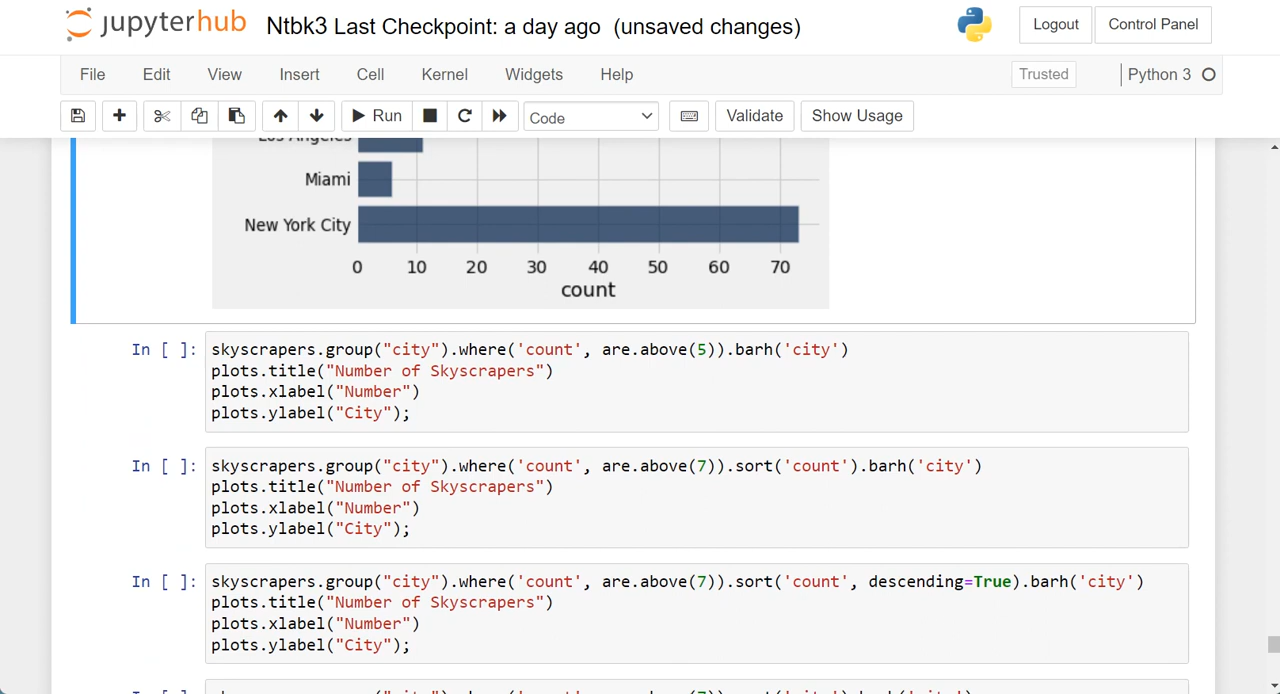 jupyterhub Ntbk3 Last Checkpoint: a day ago (unsaved changes) Logout Control Panel
File Edit View Insert Cell Kernel Widgets Help Trusted Python 3
Run Code Validate Show Usage
Los Angeles
Miami
New York City
0 10 20 30 40 50 60 70
count
In [ ]: skyscrapers.group("city").where('count', are.above(5)).barh('city')
plots.title("Number of Skyscrapers")
plots.xlabel("Number")
plots.ylabel("City");
In [ ]: skyscrapers.group("city").where('count', are.above(7)).sort('count').barh('city')
plots.title("Number of Skyscrapers")
plots.xlabel("Number")
plots.ylabel("City");
In [ ]: skyscrapers.group("city").where('count', are.above(7)).sort('count', descending=True).barh('city')
plots.title("Number of Skyscrapers")
plots.xlabel("Number")
plots.ylabel("City");